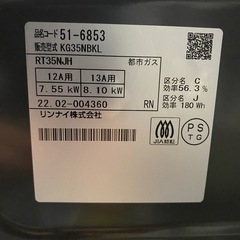 品名コード 51-6853
販売型式 KG35NBKL
RT35NJH 都市ガス
12A用 13A用
7.55 kW 8.10 kW
22.02-004360 RN
リンナイ株式会社
区分名 C
効率 56.3 %
区分名 J
効率 180 Wh
JIA認証
PS
TG